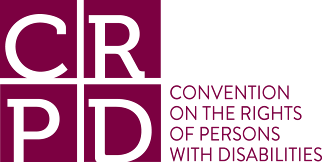 CR
PD
CONVENTION
ON THE RIGHTS
OF PERSONS
WITH DISABILITIES